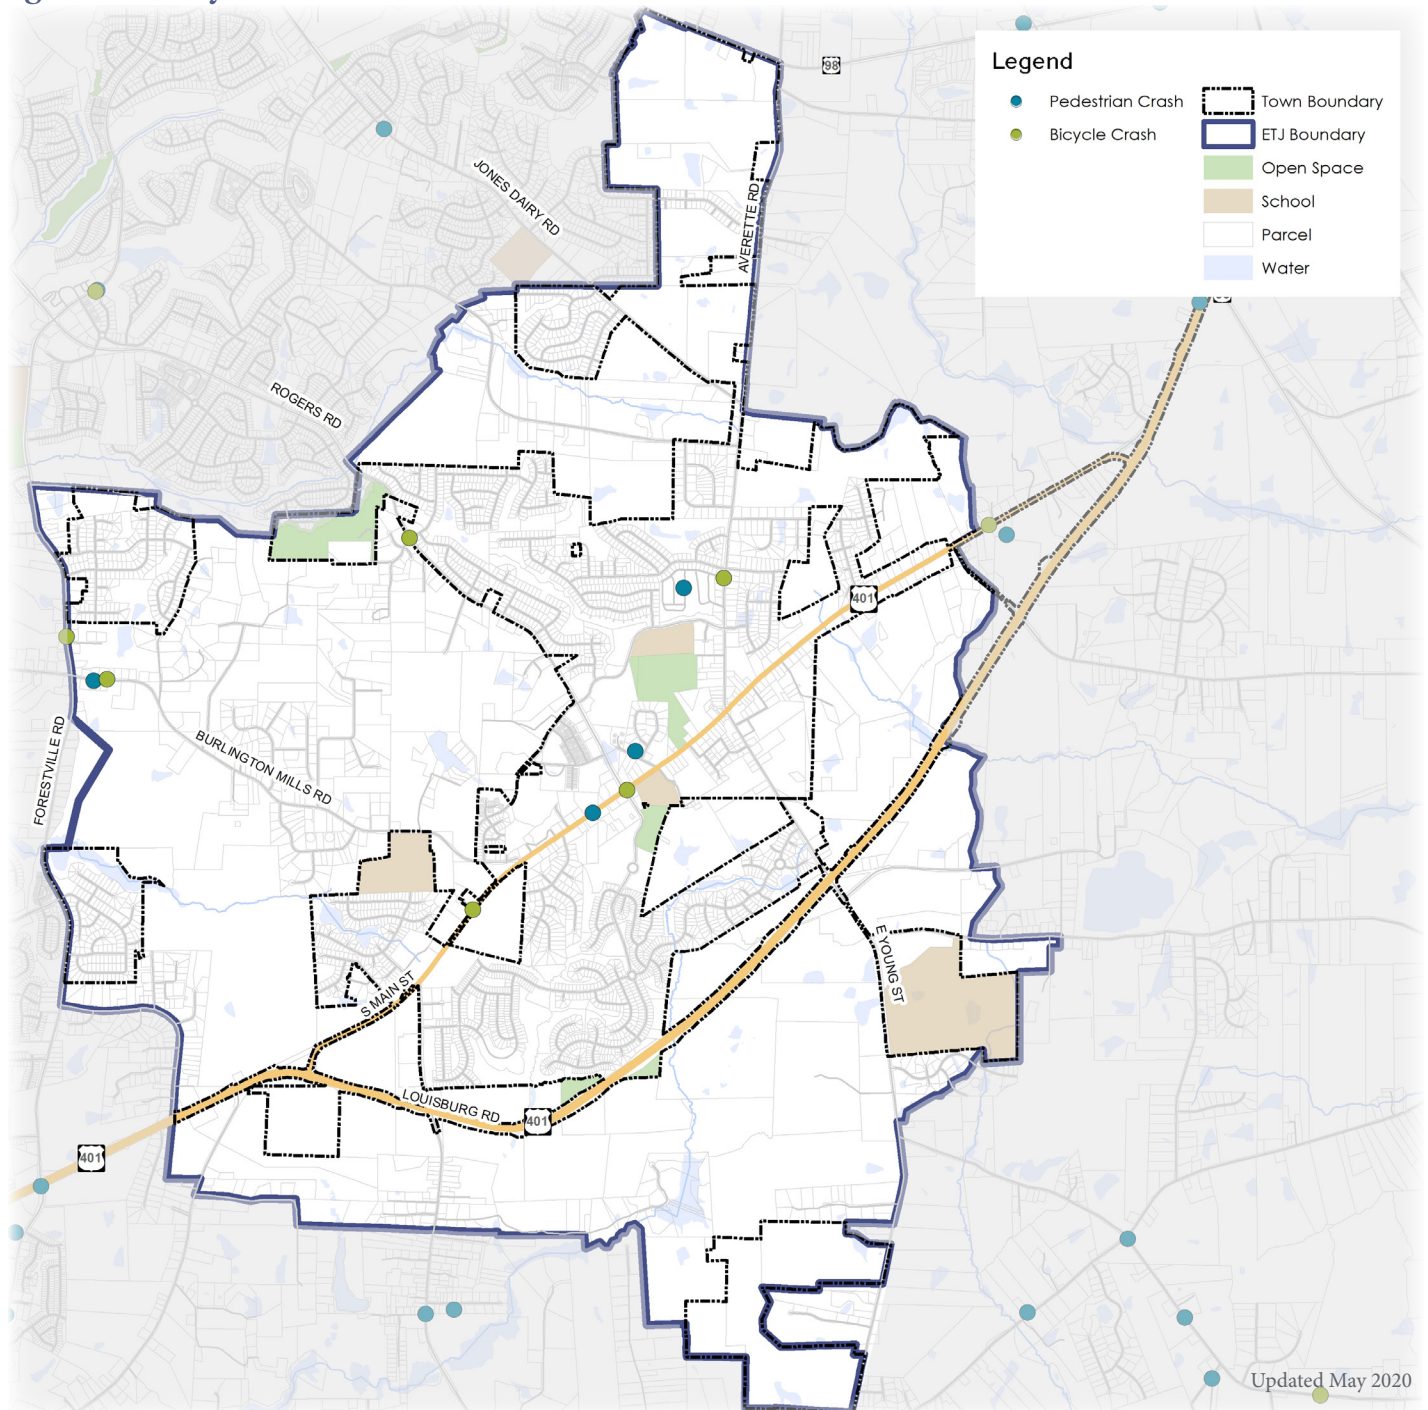 98
Legend
Pedestrian Crash
Bicycle Crash
Town Boundary
ETJ Boundary
Open Space
School
Parcel
Water
JONES DAIRY RD
AVERETTE RD
ROGERS RD
401
FORESTVILLE RD
BURLINGTON MILLS RD
E YOUNG ST
S MAIN ST
LOUISBURG RD
401
401
Updated May 2020